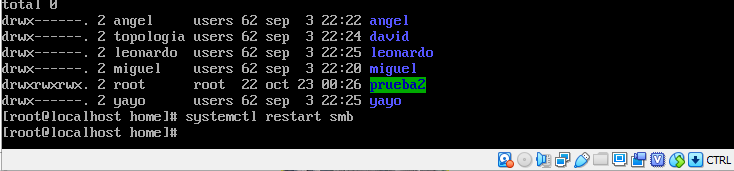 total 0
drwx------. 2 angel    users 62 sep  3 22:22 angel
drwx------. 2 topologia users 62 sep  3 22:24 david
drwx------. 2 leonardo users 62 sep  3 22:25 leonardo
drwx------. 2 miguel   users 62 sep  3 22:20 miguel
drwxrwxrwx. 2 root     root  22 oct 23 00:26 prueba2
drwx------. 2 yayo     users 62 sep  3 22:25 yayo
[root@localhost home]# systemctl restart smb
[root@localhost home]#
CTRL